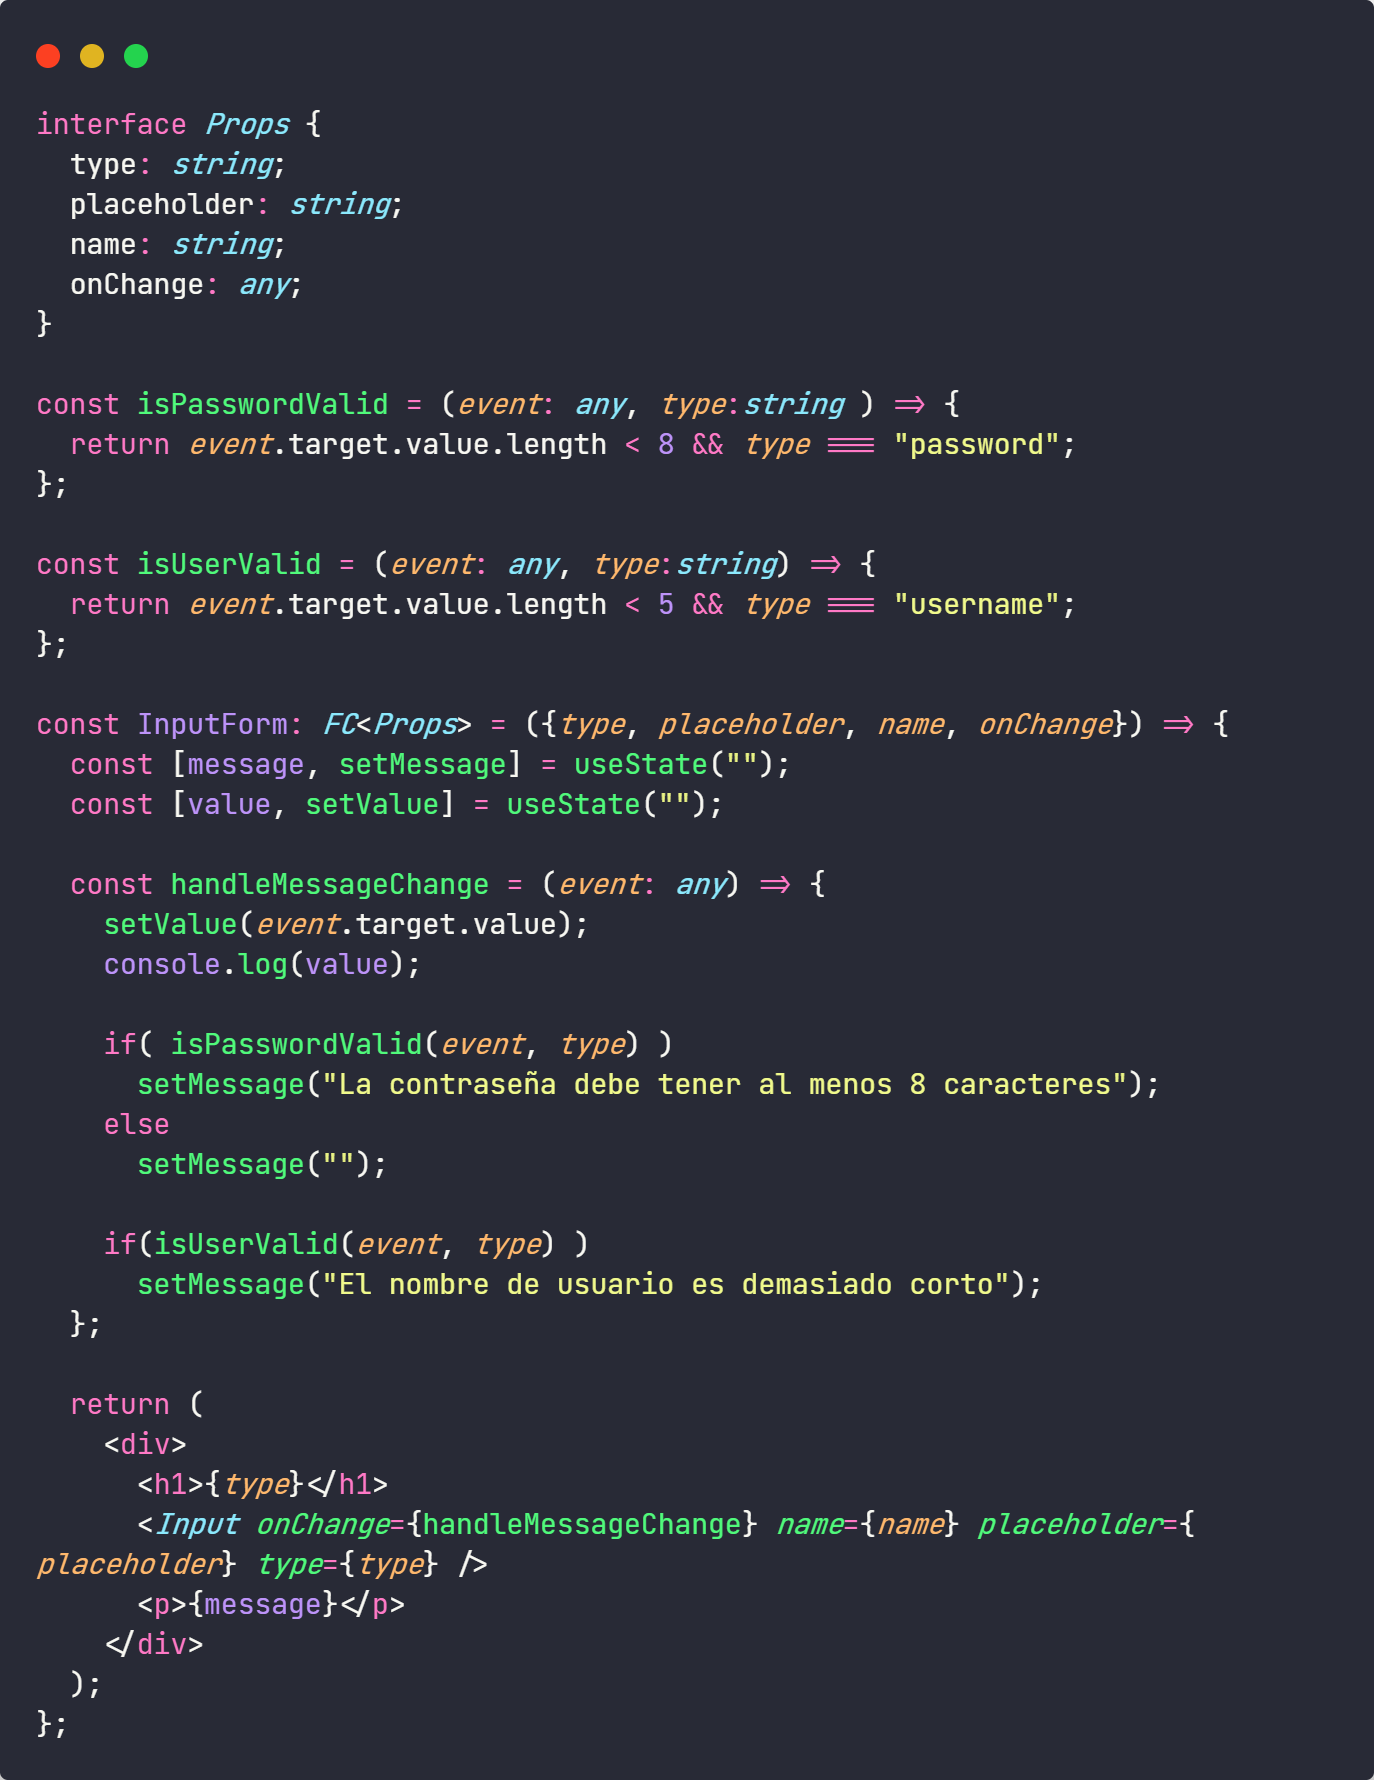 interface Props {
  type: string;
  placeholder: string;
  name: string;
  onChange: any;
}

const isPasswordValid = (event: any, type:string ) => {
  return event.target.value.length < 8 && type === "password";
};

const isUserValid = (event: any, type:string) => {
  return event.target.value.length < 5 && type === "username";
};

const InputForm: FC<Props> = ({type, placeholder, name, onChange}) => {
  const [message, setMessage] = useState("");
  const [value, setValue] = useState("");

  const handleMessageChange = (event: any) => {
    setValue(event.target.value);
    console.log(value);

    if( isPasswordValid(event, type) )
      setMessage("La contraseña debe tener al menos 8 caracteres");
    else
      setMessage("");

    if(isUserValid(event, type) )
      setMessage("El nombre de usuario es demasiado corto");
  };

  return (
    <div>
      <h1>{type}</h1>
      <Input onChange={handleMessageChange} name={name} placeholder={
placeholder} type={type} />
      <p>{message}</p>
    </div>
  );
};